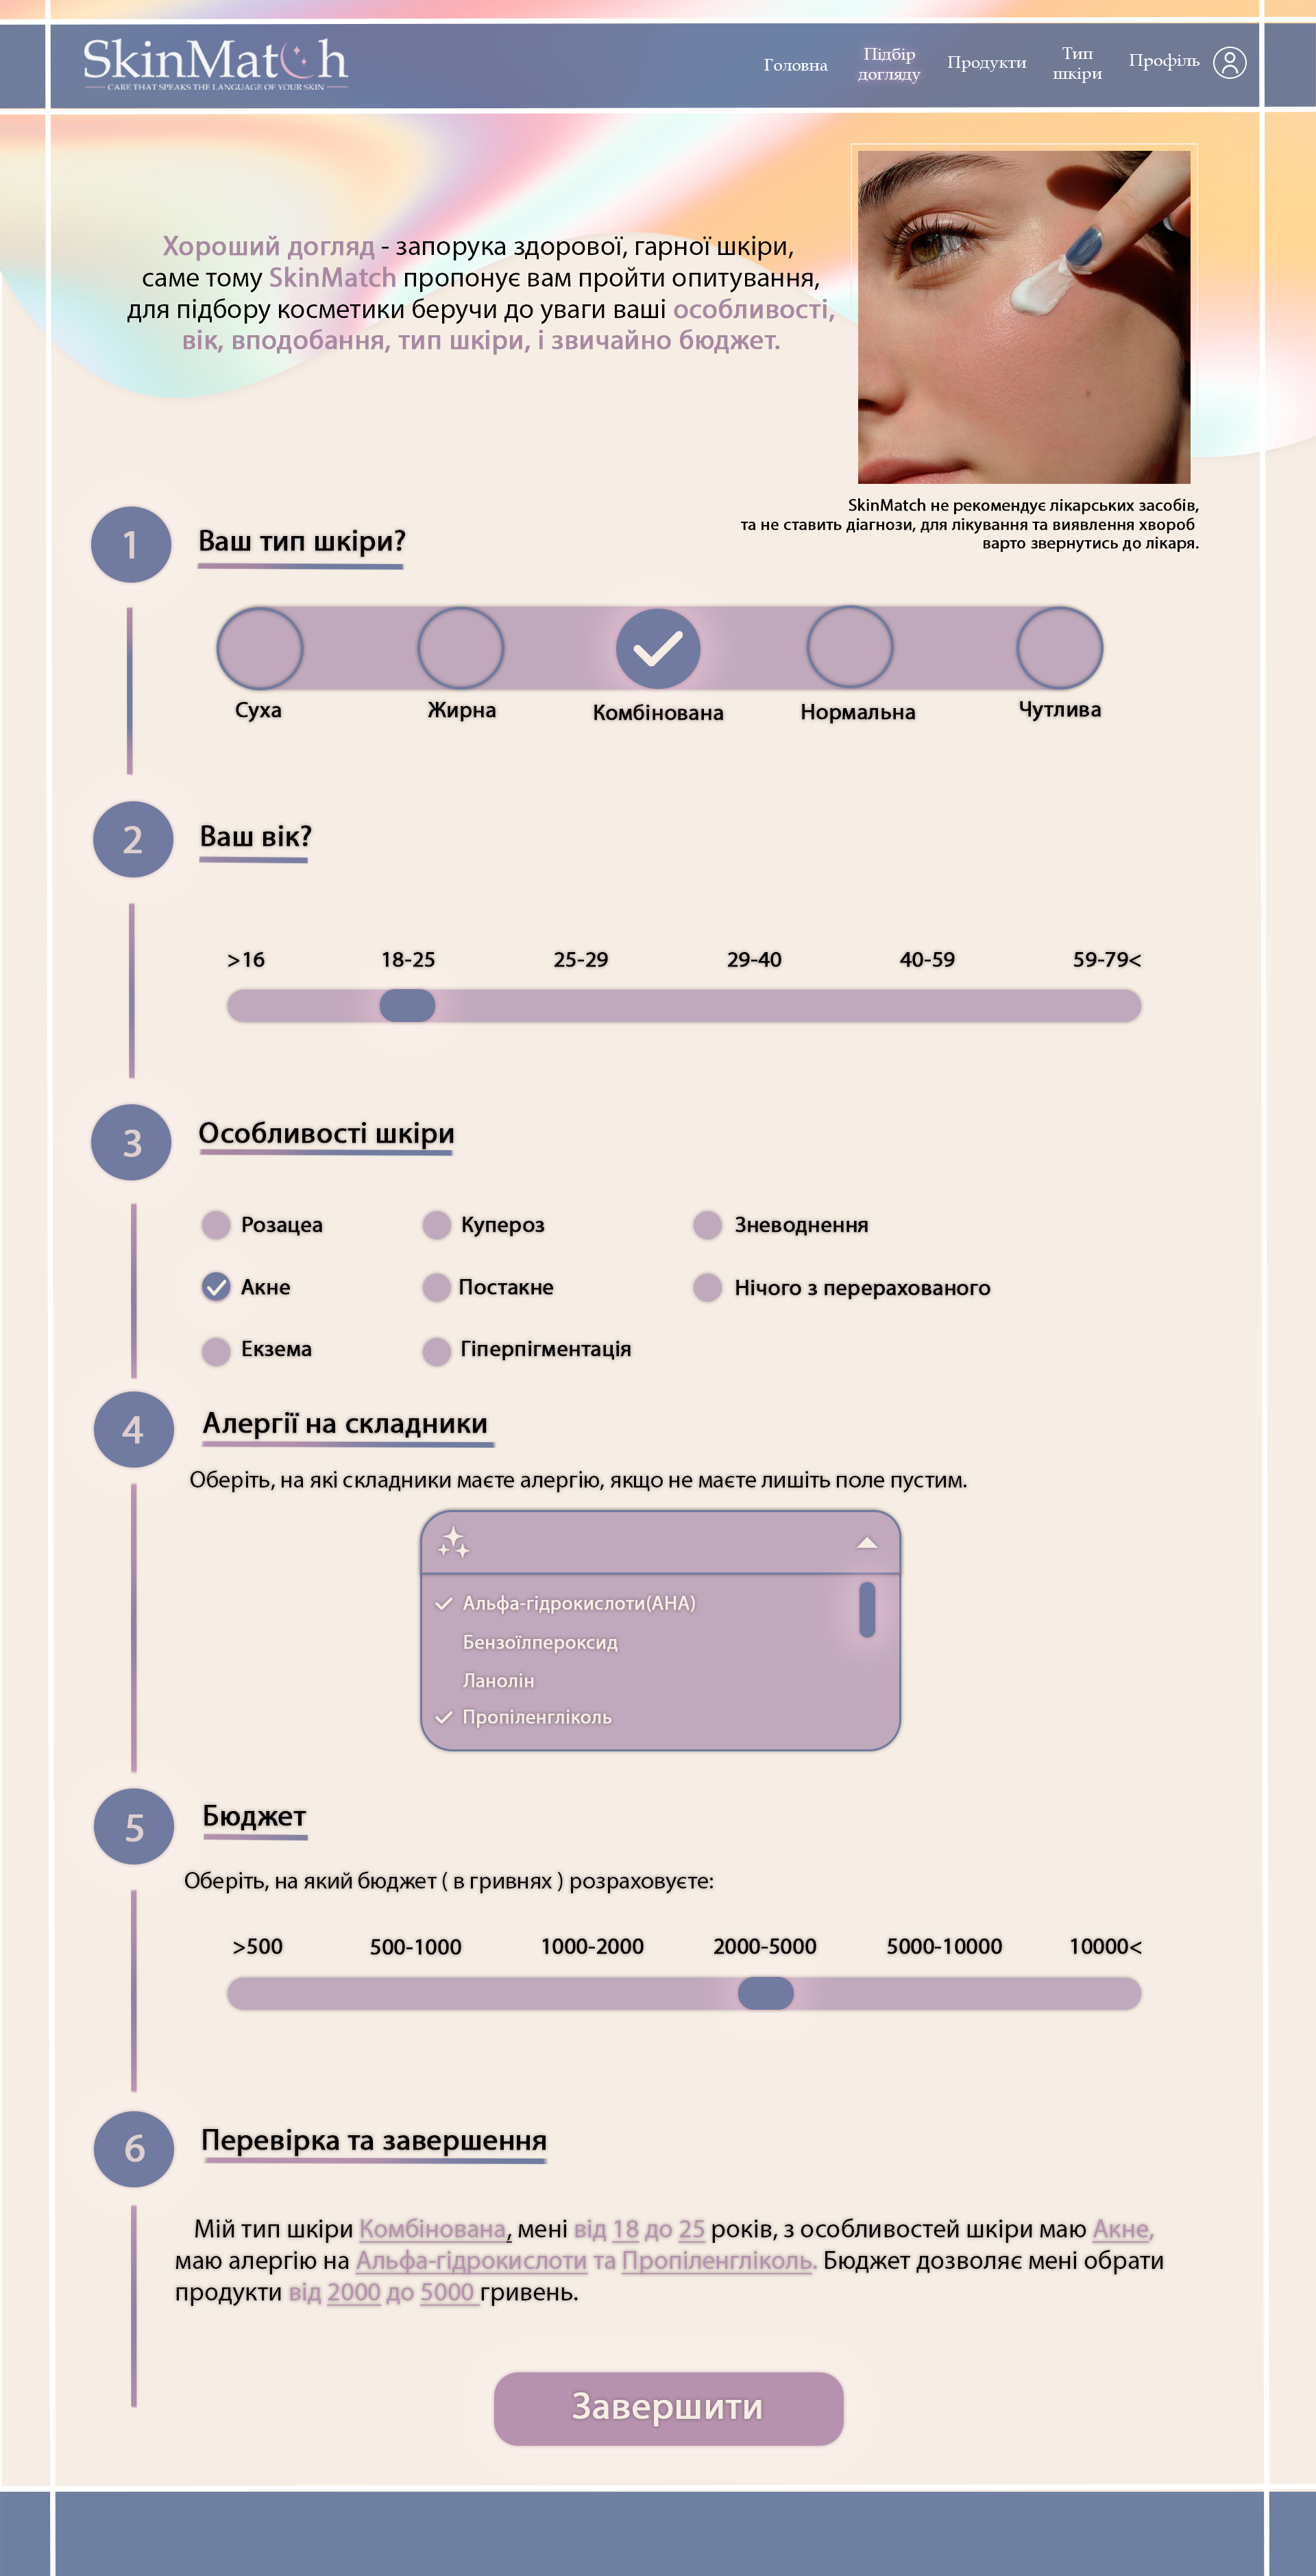 SkinMatch
CARE THAT SPEAKS THE LANGUAGE OF YOUR SKIN
Головна
Підбір
догляду
Продукти
Тип
шкіри
Профіль
Хороший догляд - запорука здорової, гарної шкіри,
саме тому SkinMatch пропонує вам пройти опитування,
для підбору косметики беручи до уваги ваші особливості,
вік, вподобання, тип шкіри, і звичайно бюджет.
SkinMatch не рекомендує лікарських засобів,
та не ставить діагнози, для лікування та виявлення хвороб
варто звернутись до лікаря.
1 Ваш тип шкіри?
Суха Жирна Комбінована Нормальна Чутлива
2 Ваш вік?
>16 18-25 25-29 29-40 40-59 59-79<
3 Особливості шкіри
Розацеа Купероз Зневоднення
Акне Постакне Нічого з перерахованого
Екзема Гіперпігментація
4 Алергії на складники
Оберіть, на які складники маєте алергію, якщо не маєте лишіть поле пустим.
Альфа-гідрокислоти(AHA)
Бензоїлпероксид
Ланолін
Пропіленгліколь
5 Бюджет
Оберіть, на який бюджет ( в гривнях ) розраховуєте:
>500 500-1000 1000-2000 2000-5000 5000-10000 10000<
6 Перевірка та завершення
Мій тип шкіри Комбінована, мені від 18 до 25 років, з особливостей шкіри маю Акне,
маю алергію на Альфа-гідрокислоти та Пропіленгліколь. Бюджет дозволяє мені обрати
продукти від 2000 до 5000 гривень.
Завершити